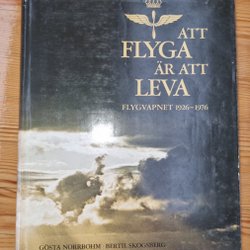 ATT
FLYGA
ÄR ATT
LEVA
FLYGVAPNET 1926–1976
GÖSTA NORRBOHM · BERTIL SKOGSBERG